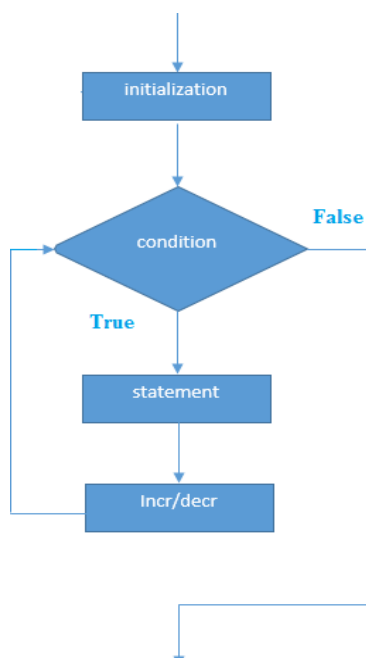 initialization
False
condition
True
statement
Incr/decr